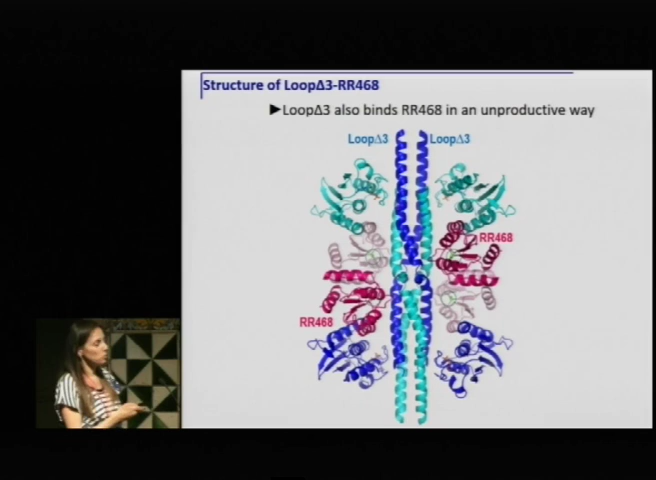 Structure of LoopΔ3-RR468
►LoopΔ3 also binds RR468 in an unproductive way
LoopΔ3
LoopΔ3
RR468
RR468